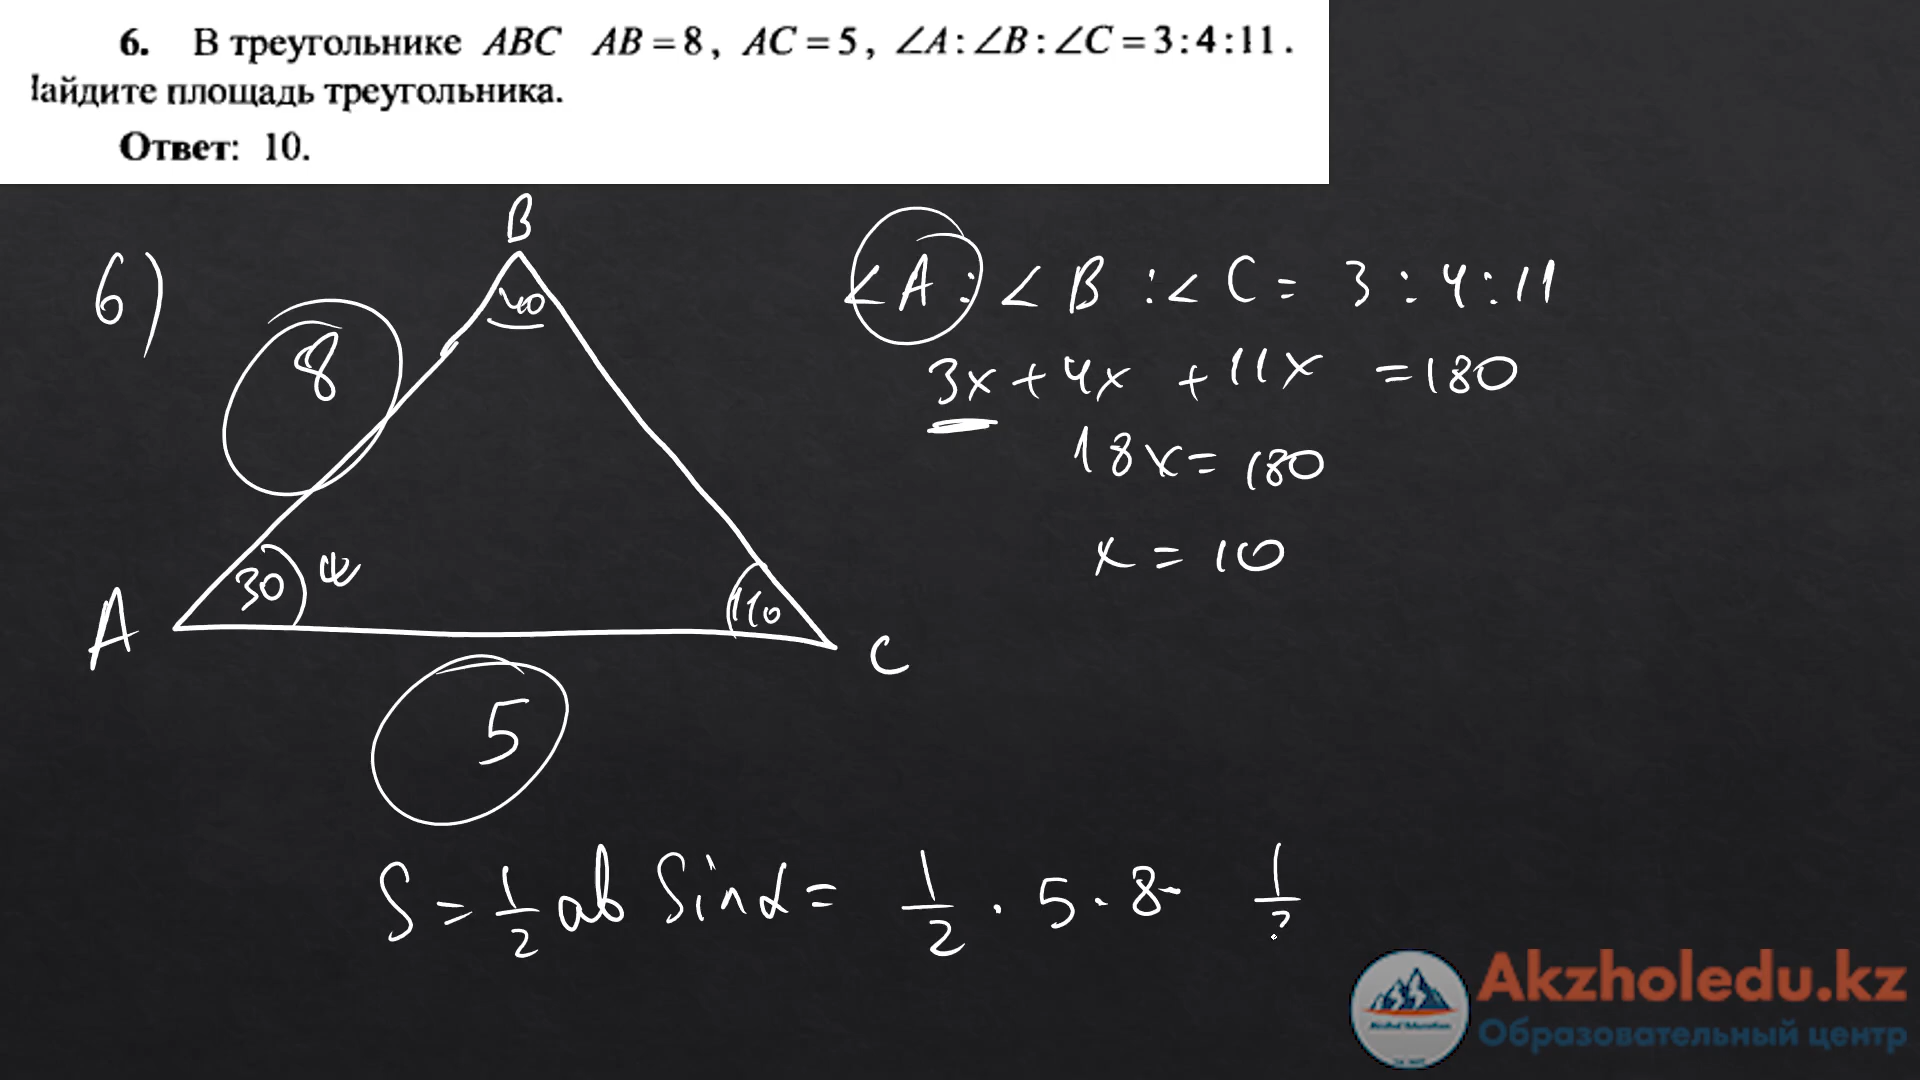 6. В треугольнике ABC AB = 8, AC = 5, ∠A : ∠B : ∠C = 3 : 4 : 11.
айдите площадь треугольника.
Ответ: 10.
6)
B
40
8
A
30
α
110
C
5
∠A : ∠B : ∠C = 3 : 4 : 11
3x + 4x + 11x = 180
18x = 180
x = 10
S = 1/2 ab Sinα = 1/2 · 5 · 8 · 1/2
Akzholedu.kz
Образовательный центр